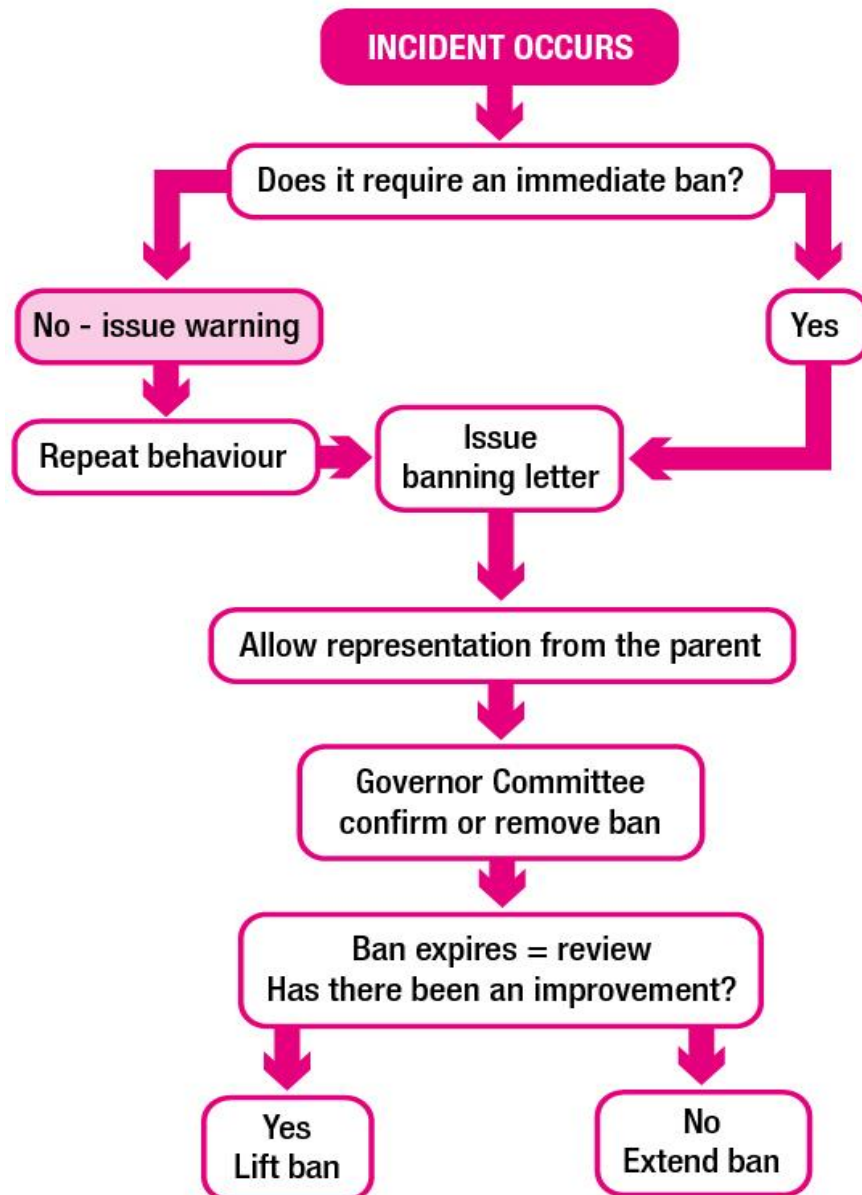 INCIDENT OCCURS
Does it require an immediate ban?
No - issue warning
Yes
Repeat behaviour
Issue
banning letter
Allow representation from the parent
Governor Committee
confirm or remove ban
Ban expires = review
Has there been an improvement?
Yes
Lift ban
No
Extend ban